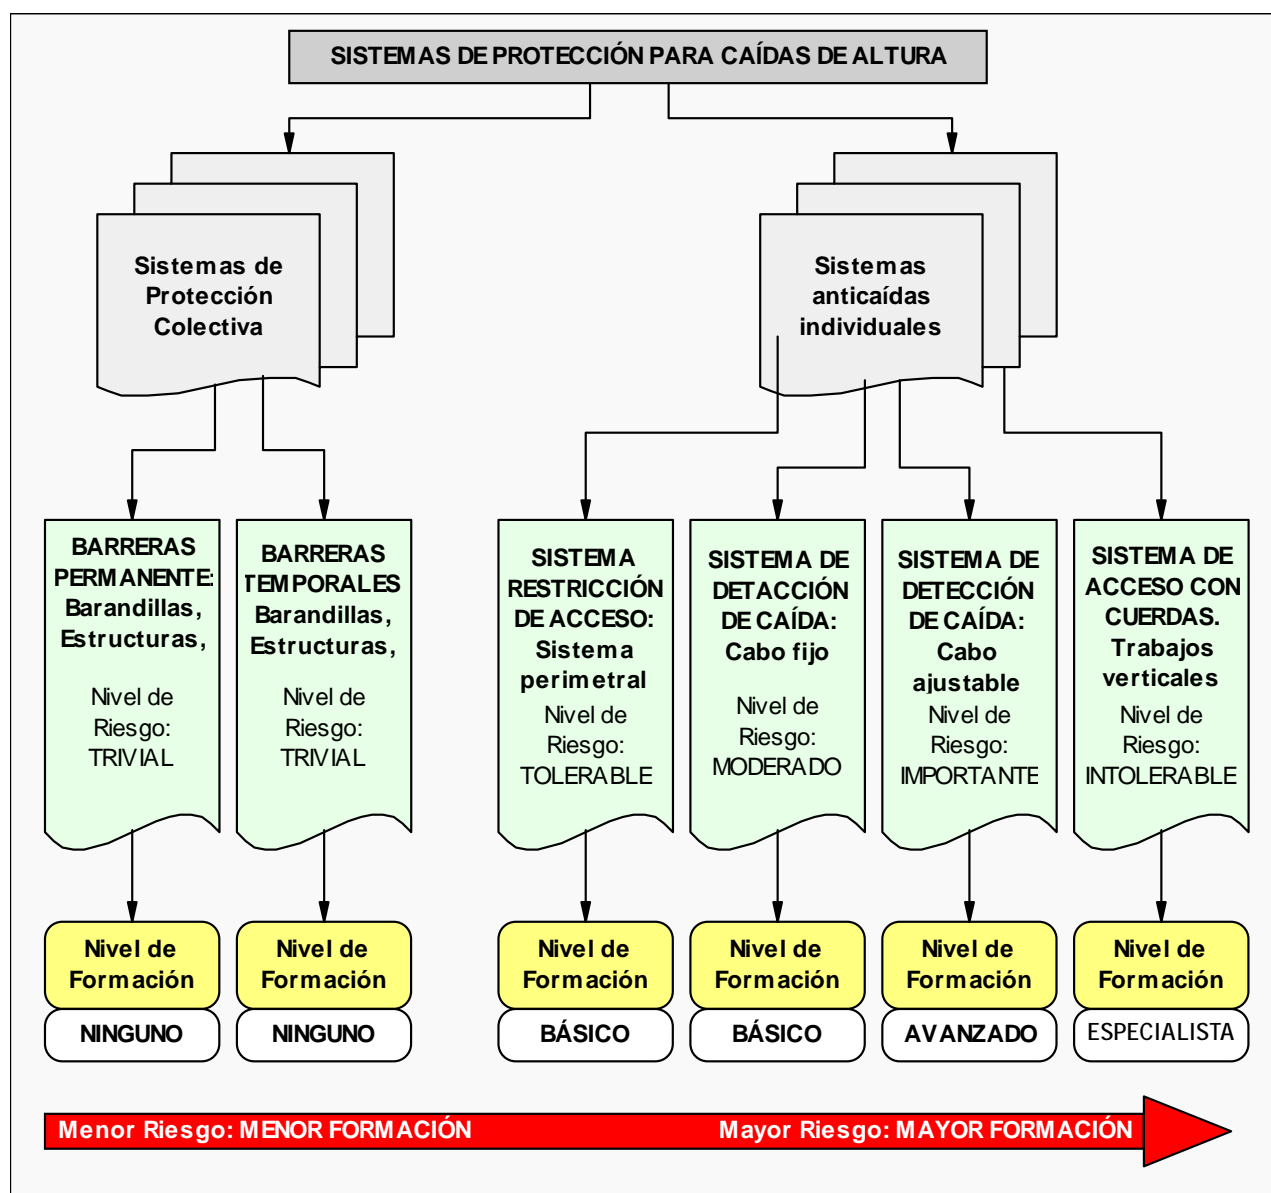 SISTEMAS DE PROTECCIÓN PARA CAÍDAS DE ALTURA
Sistemas de
Protección
Colectiva
Sistemas
anticaídas
individuales
BARRERAS
PERMANENTE:
Barandillas,
Estructuras,
Nivel de
Riesgo:
TRIVIAL
BARRERAS
TEMPORALES
Barandillas,
Estructuras,
Nivel de
Riesgo:
TRIVIAL
SISTEMA
RESTRICCIÓN
DE ACCESO:
Sistema
perimetral
Nivel de
Riesgo:
TOLERABLE
SISTEMA DE
DETACCIÓN
DE CAÍDA:
Cabo fijo
Nivel de
Riesgo:
MODERADO
SISTEMA DE
DETECCIÓN
DE CAÍDA:
Cabo
ajustable
Nivel de
Riesgo:
IMPORTANTE
SISTEMA DE
ACCESO CON
CUERDAS.
Trabajos
verticales
Nivel de
Riesgo:
INTOLERABLE
Nivel de
Formación
NINGUNO
Nivel de
Formación
NINGUNO
Nivel de
Formación
BÁSICO
Nivel de
Formación
BÁSICO
Nivel de
Formación
AVANZADO
Nivel de
Formación
ESPECIALISTA
Menor Riesgo: MENOR FORMACIÓN
Mayor Riesgo: MAYOR FORMACIÓN